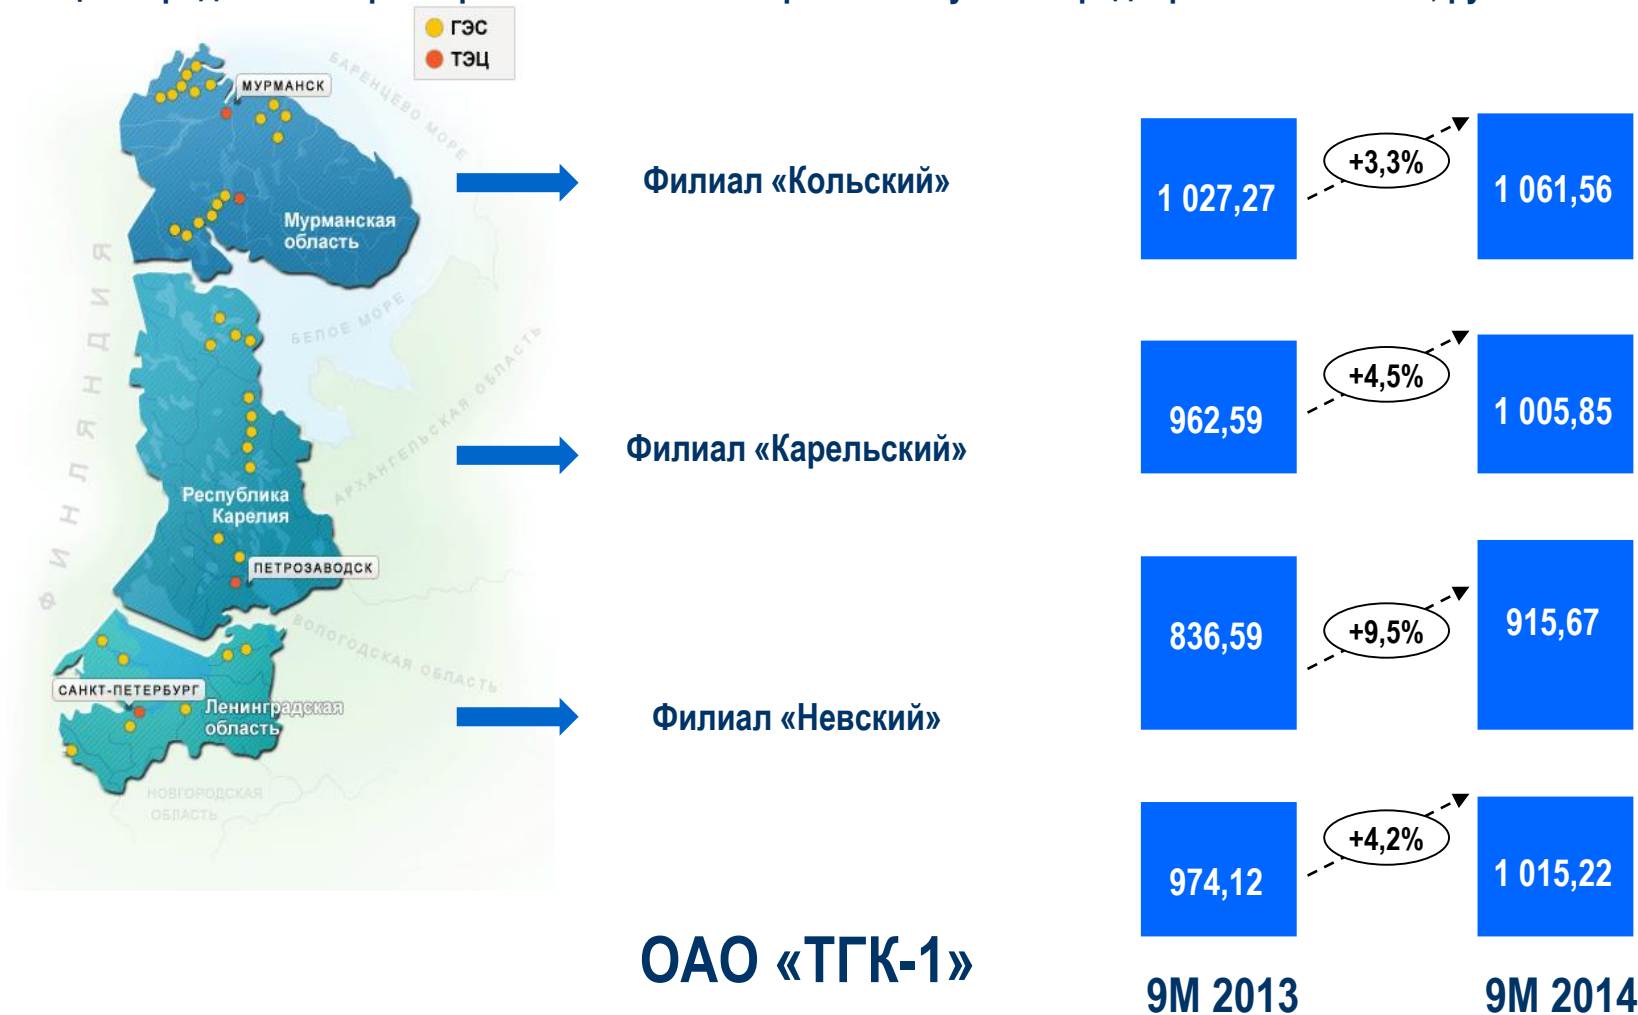 ГЭС
ТЭЦ
БАРЕНЦЕВО МОРЕ
МУРМАНСК
Мурманская
область
ФИНЛЯНДИЯ
БЕЛОЕ МОРЕ
АРХАНГЕЛЬСКАЯ ОБЛАСТЬ
Республика
Карелия
ПЕТРОЗАВОДСК
ВОЛОГОДСКАЯ ОБЛАСТЬ
САНКТ-ПЕТЕРБУРГ
Ленинградская
область
НОВГОРОДСКАЯ
ОБЛАСТЬ
Филиал «Кольский»
1 027,27
+3,3%
1 061,56
Филиал «Карельский»
962,59
+4,5%
1 005,85
Филиал «Невский»
836,59
+9,5%
915,67
974,12
+4,2%
1 015,22
ОАО «ТГК-1»
9М 2013
9М 2014